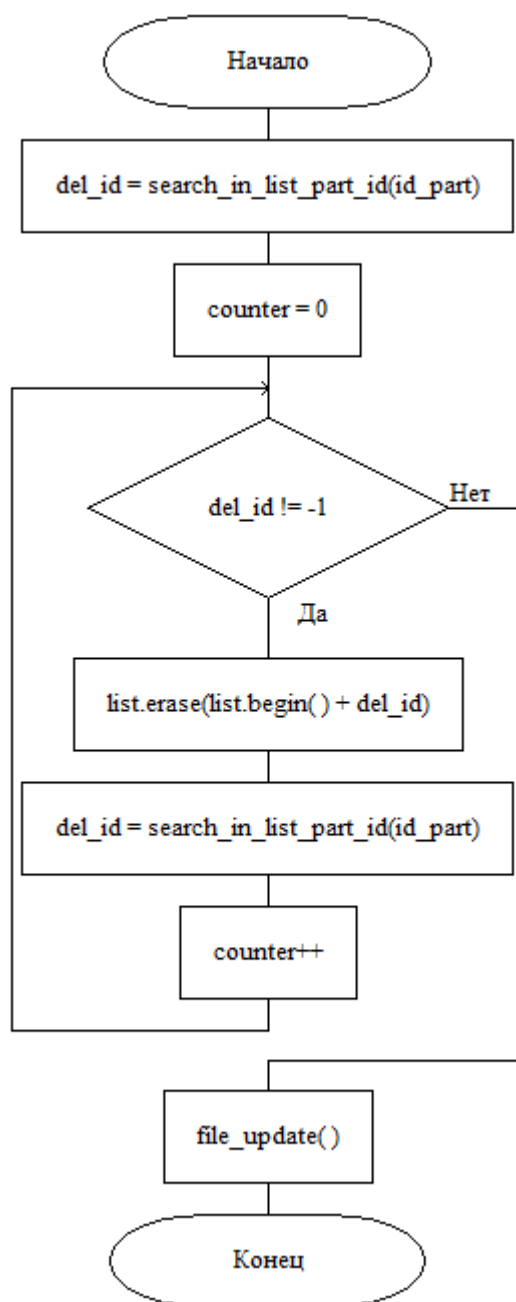 Начало
del_id = search_in_list_part_id(id_part)
counter = 0
del_id != -1
Нет
Да
list.erase(list.begin( ) + del_id)
del_id = search_in_list_part_id(id_part)
counter++
file_update( )
Конец